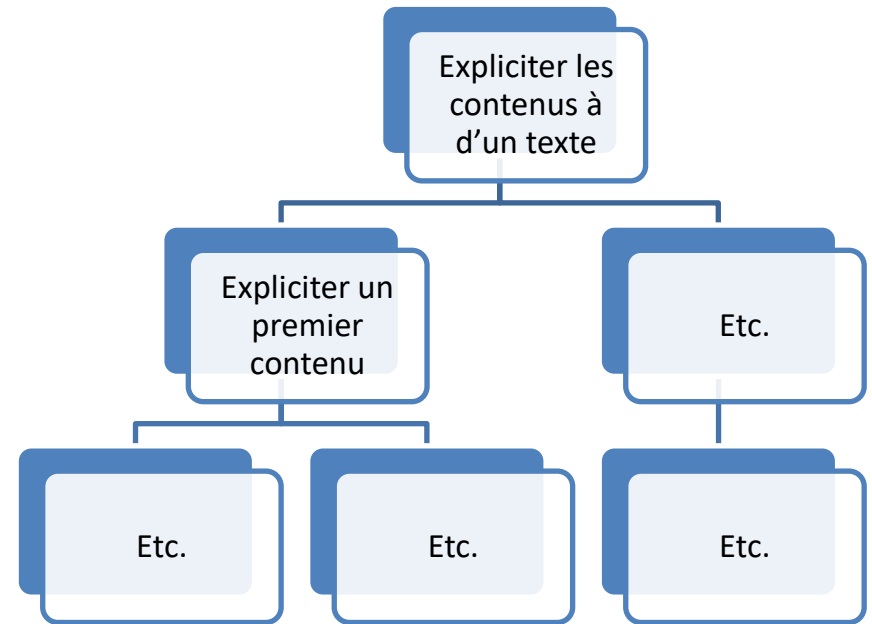 Expliciter les
contenus à
d’un texte
Expliciter un
premier
contenu
Etc.
Etc.
Etc.
Etc.